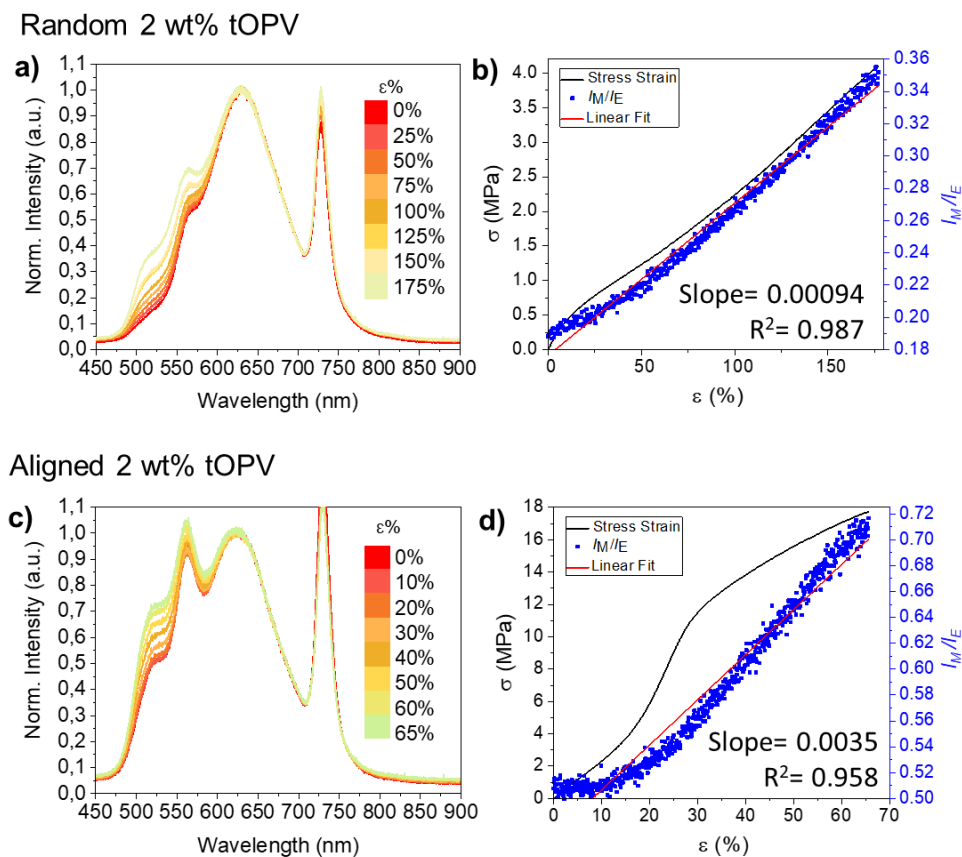 Random 2 wt% tOPV
a)
1,1
1,0
0,9
0,8
0,7
0,6
0,5
0,4
0,3
0,2
0,1
0,0
Norm. Intensity (a.u.)
450 500 550 600 650 700 750 800 850 900
Wavelength (nm)
ε%
0%
25%
50%
75%
100%
125%
150%
175%
b)
4.0
3.5
3.0
2.5
2.0
1.5
1.0
0.5
0.0
σ (MPa)
Stress Strain
IM/IE
Linear Fit
Slope= 0.00094
R²= 0.987
0 50 100 150
ε (%)
0.36
0.34
0.32
0.30
0.28
0.26
0.24
0.22
0.20
0.18
IM/IE
Aligned 2 wt% tOPV
c)
1,1
1,0
0,9
0,8
0,7
0,6
0,5
0,4
0,3
0,2
0,1
0,0
Norm. Intensity (a.u.)
450 500 550 600 650 700 750 800 850 900
Wavelength (nm)
ε%
0%
10%
20%
30%
40%
50%
60%
65%
d)
18
16
14
12
10
8
6
4
2
0
σ (MPa)
Stress Strain
IM/IE
Linear Fit
Slope= 0.0035
R²= 0.958
0 10 20 30 40 50 60 70
ε (%)
0.72
0.70
0.68
0.66
0.64
0.62
0.60
0.58
0.56
0.54
0.52
0.50
IM/IE